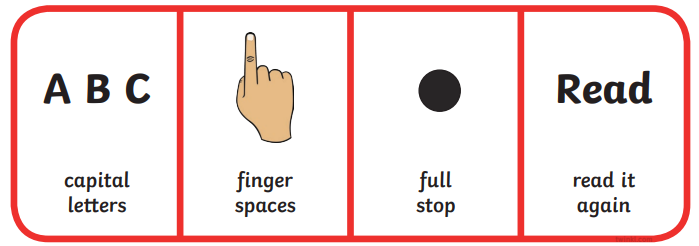 A B C
capital
letters
finger
spaces
full
stop
Read
read it
again